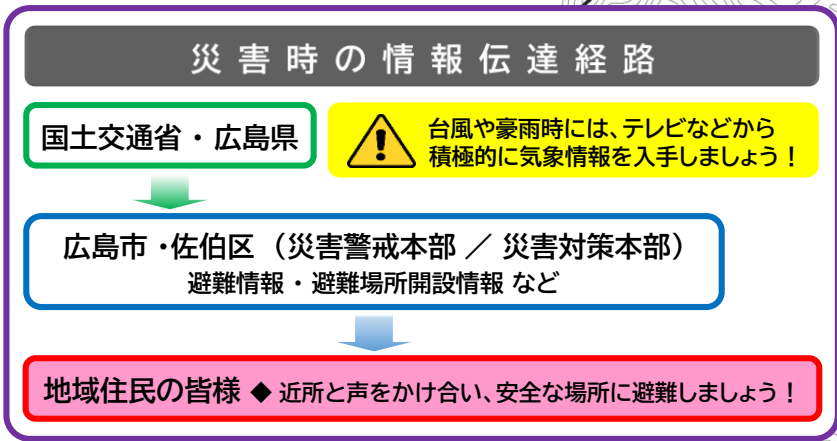 災害時の情報伝達経路
国土交通省・広島県
台風や豪雨時には、テレビなどから
積極的に気象情報を入手しましょう！
広島市・佐伯区（災害警戒本部／災害対策本部）
避難情報・避難場所開設情報 など
地域住民の皆様 ◆ 近所と声をかけ合い、安全な場所に避難しましょう！